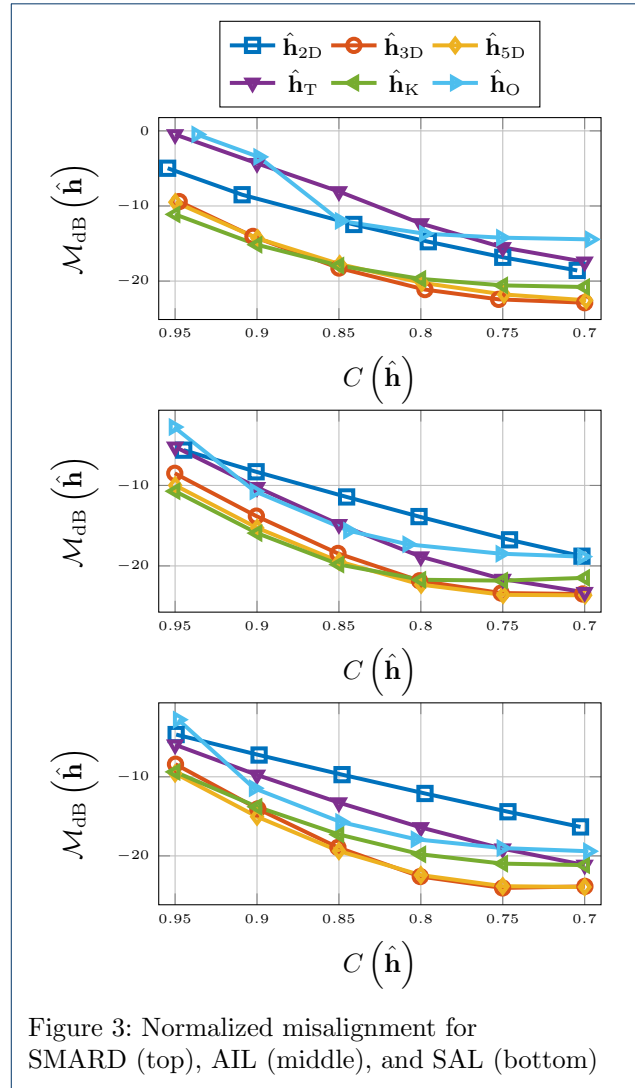 ĥ2D ĥ3D ĥ5D
ĥT ĥK ĥO
0
−10
−20
0.95 0.9 0.85 0.8 0.75 0.7
M_dB (ĥ)
C (ĥ)
−10
−20
0.95 0.9 0.85 0.8 0.75 0.7
M_dB (ĥ)
C (ĥ)
−10
−20
0.95 0.9 0.85 0.8 0.75 0.7
M_dB (ĥ)
C (ĥ)
Figure 3: Normalized misalignment for
SMARD (top), AIL (middle), and SAL (bottom)